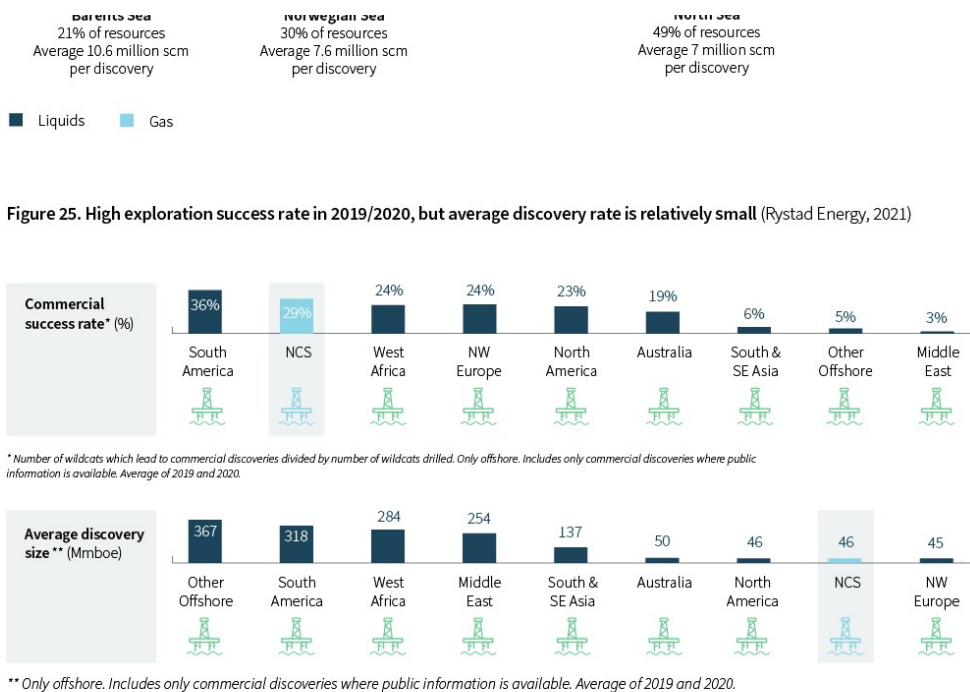 Barents Sea
21% of resources
Average 10.6 million scm
per discovery
Norwegian Sea
30% of resources
Average 7.6 million scm
per discovery
North Sea
49% of resources
Average 7 million scm
per discovery
Liquids
Gas
Figure 25. High exploration success rate in 2019/2020, but average discovery rate is relatively small (Rystad Energy, 2021)
Commercial
success rate* (%)
36%
29%
24%
24%
23%
19%
6%
5%
3%
South
America
NCS
West
Africa
NW
Europe
North
America
Australia
South &
SE Asia
Other
Offshore
Middle
East
* Number of wildcats which lead to commercial discoveries divided by number of wildcats drilled. Only offshore. Includes only commercial discoveries where public
information is available. Average of 2019 and 2020.
Average discovery
size ** (Mmboe)
367
318
284
254
137
50
46
46
45
Other
Offshore
South
America
West
Africa
Middle
East
South &
SE Asia
Australia
North
America
NCS
NW
Europe
** Only offshore. Includes only commercial discoveries where public information is available. Average of 2019 and 2020.